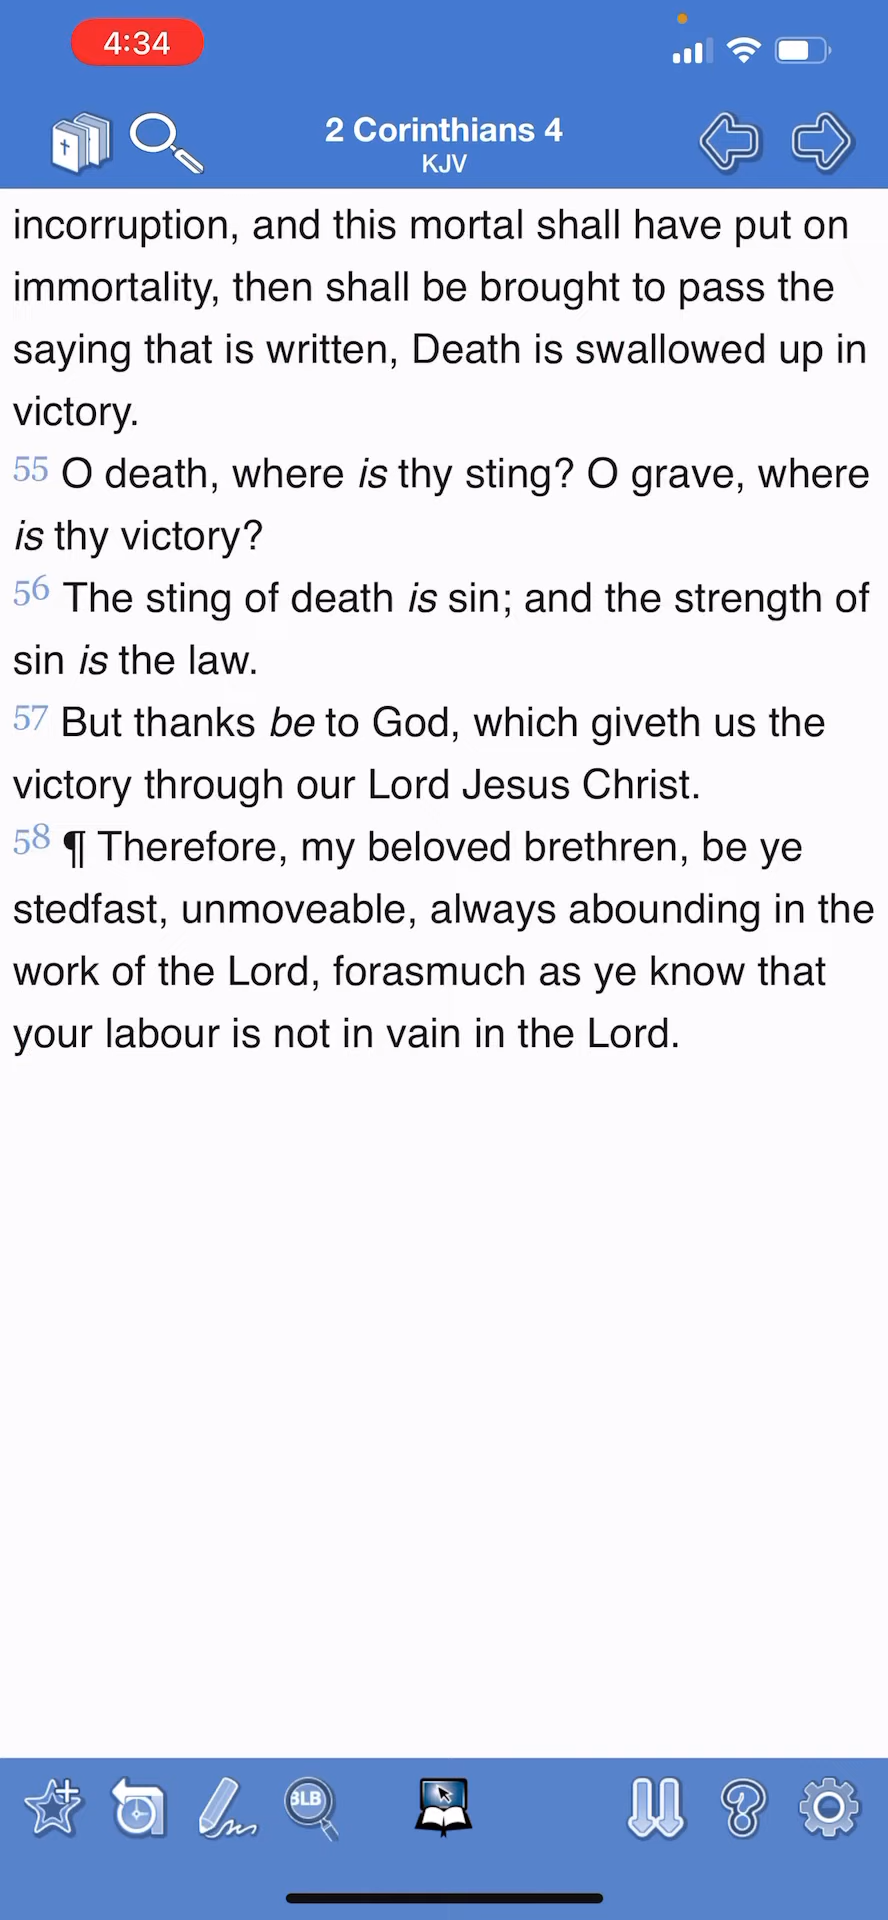 4:34
2 Corinthians 4
KJV
incorruption, and this mortal shall have put on
immortality, then shall be brought to pass the
saying that is written, Death is swallowed up in
victory.
55 O death, where is thy sting? O grave, where
is thy victory?
56 The sting of death is sin; and the strength of
sin is the law.
57 But thanks be to God, which giveth us the
victory through our Lord Jesus Christ.
58 ¶ Therefore, my beloved brethren, be ye
stedfast, unmoveable, always abounding in the
work of the Lord, forasmuch as ye know that
your labour is not in vain in the Lord.
BLB